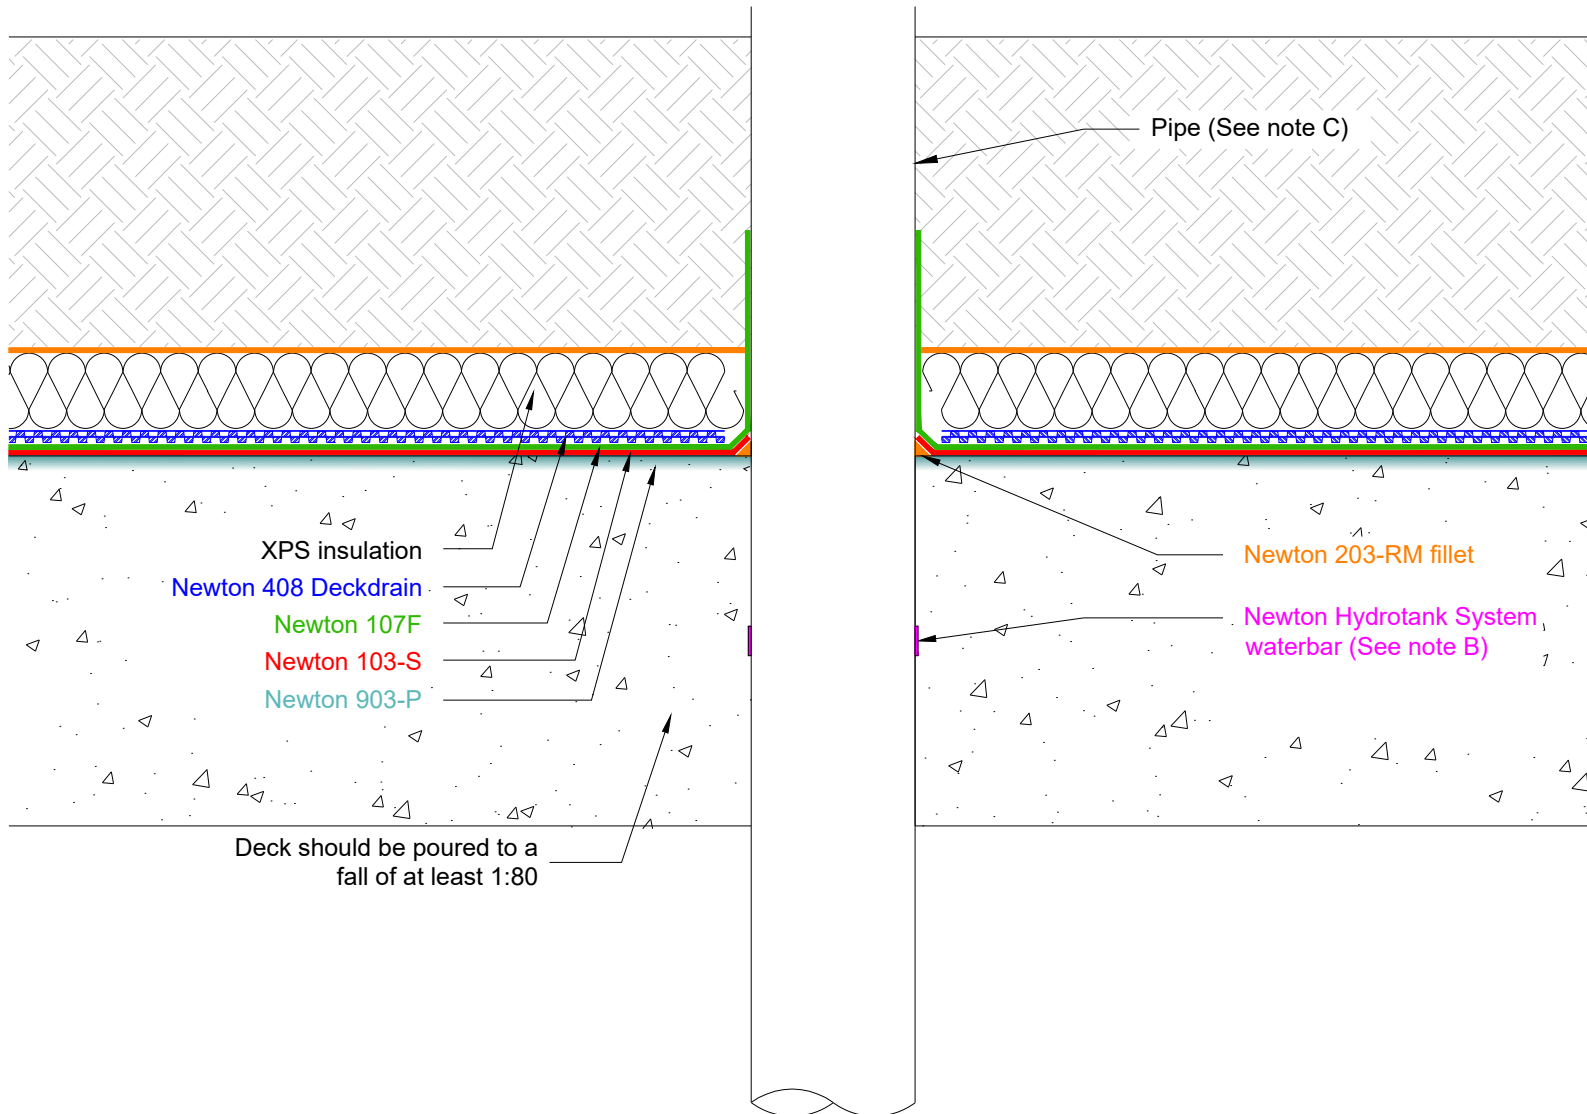 Pipe (See note C)
XPS insulation
Newton 408 Deckdrain
Newton 107F
Newton 103-S
Newton 903-P
Newton 203-RM fillet
Newton Hydrotank System
waterbar (See note B)
Deck should be poured to a
fall of at least 1:80